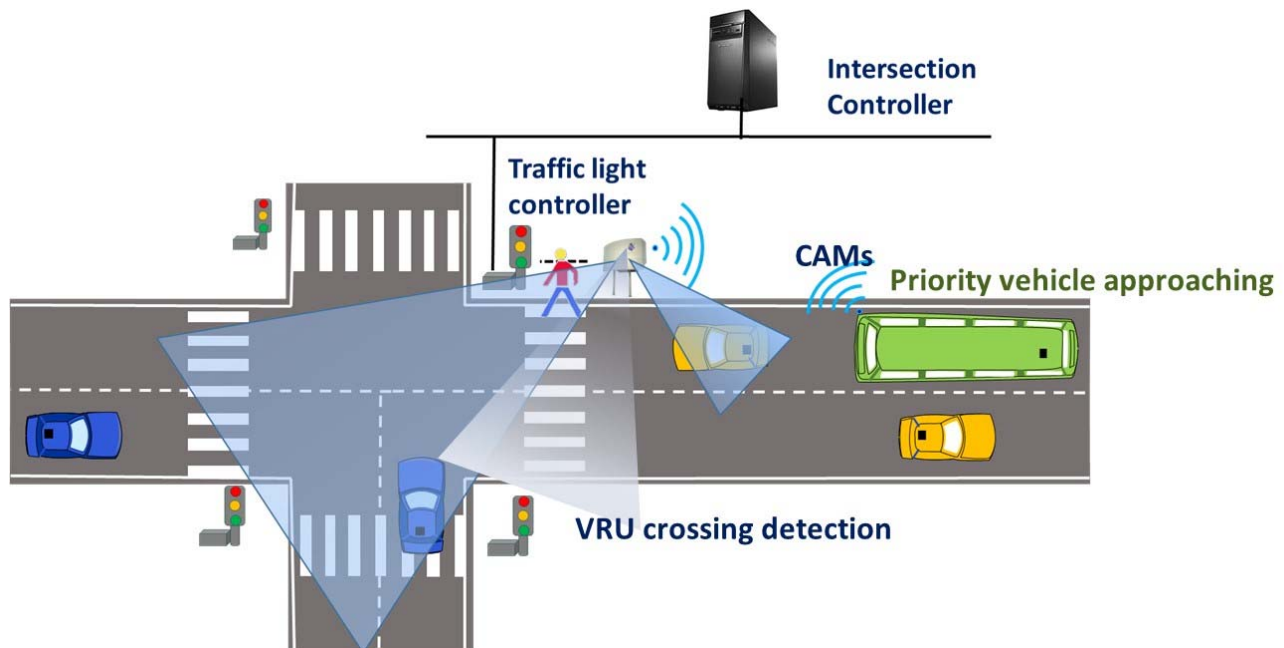 Intersection
Controller
Traffic light
controller
CAMs
Priority vehicle approaching
VRU crossing detection